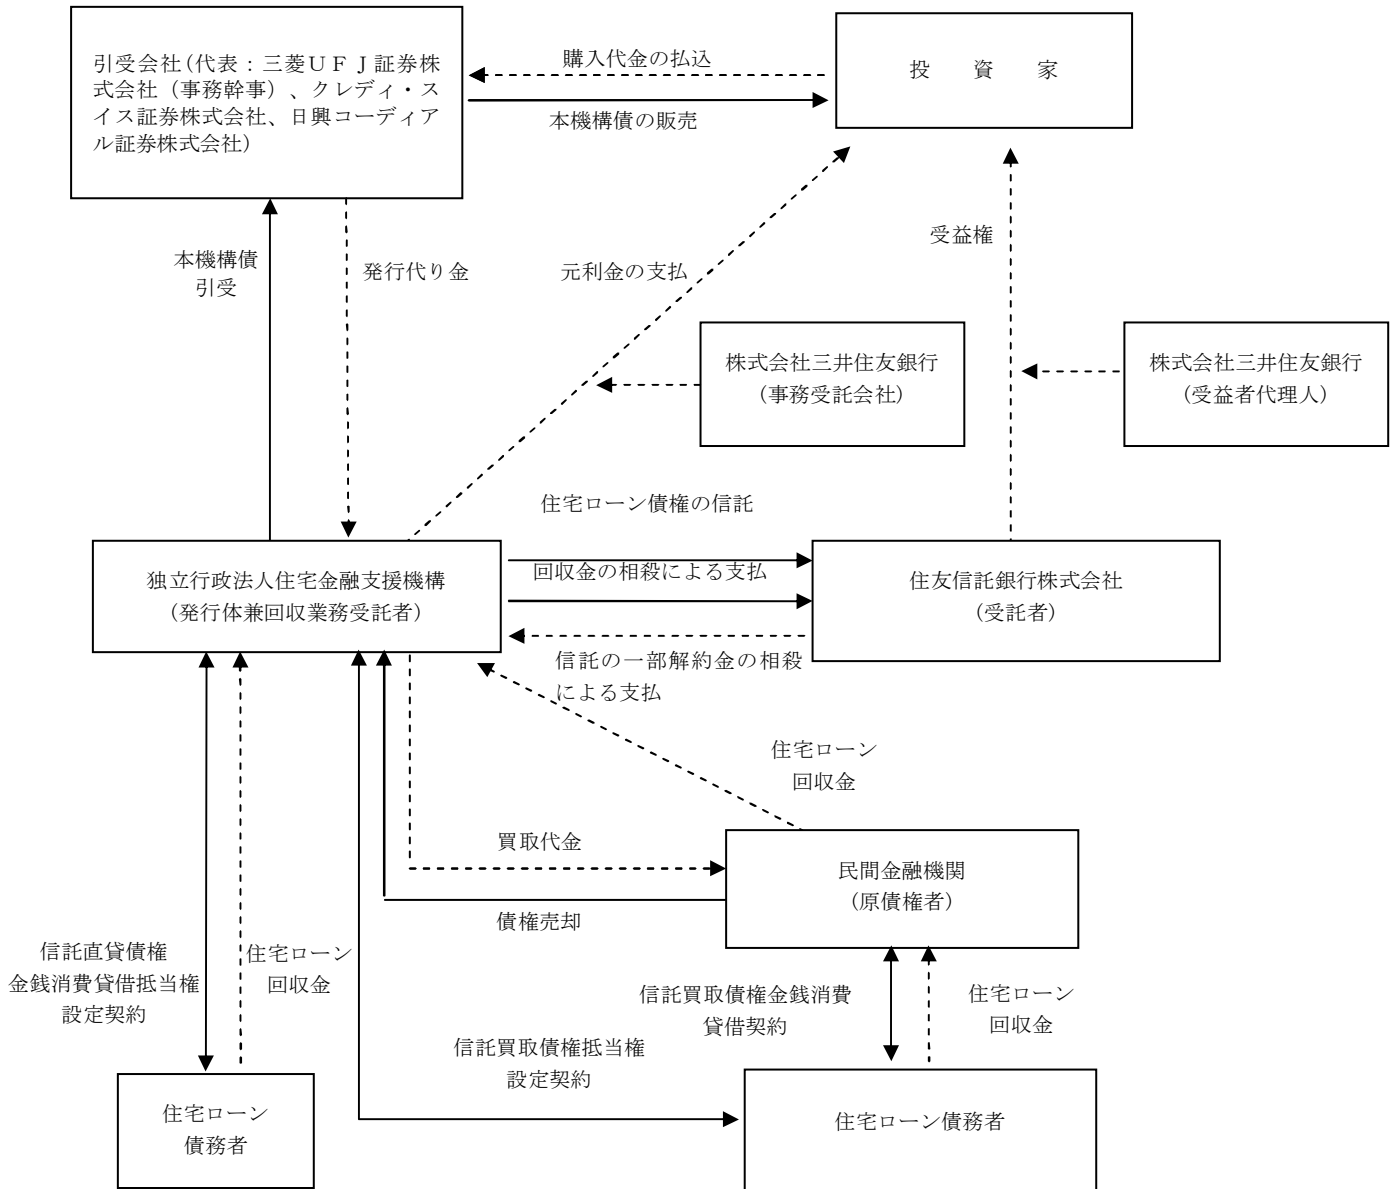 引受会社（代表：三菱ＵＦＪ証券株
式会社（事務幹事）、クレディ・ス
イス証券株式会社、日興コーディア
ル証券株式会社）
購入代金の払込
本機構債の販売
投　資　家
本機構債
引受
発行代り金
元利金の支払
受益権
株式会社三井住友銀行
（事務受託会社）
株式会社三井住友銀行
（受益者代理人）
住宅ローン債権の信託
独立行政法人住宅金融支援機構
（発行体兼回収業務受託者）
回収金の相殺による支払
住友信託銀行株式会社
（受託者）
信託の一部解約金の相殺
による支払
住宅ローン
回収金
買取代金
債権売却
民間金融機関
（原債権者）
信託直貸債権
金銭消費貸借抵当権
設定契約
住宅ローン
回収金
信託買取債権金銭消費
貸借契約
住宅ローン
回収金
信託買取債権抵当権
設定契約
住宅ローン
債務者
住宅ローン債務者